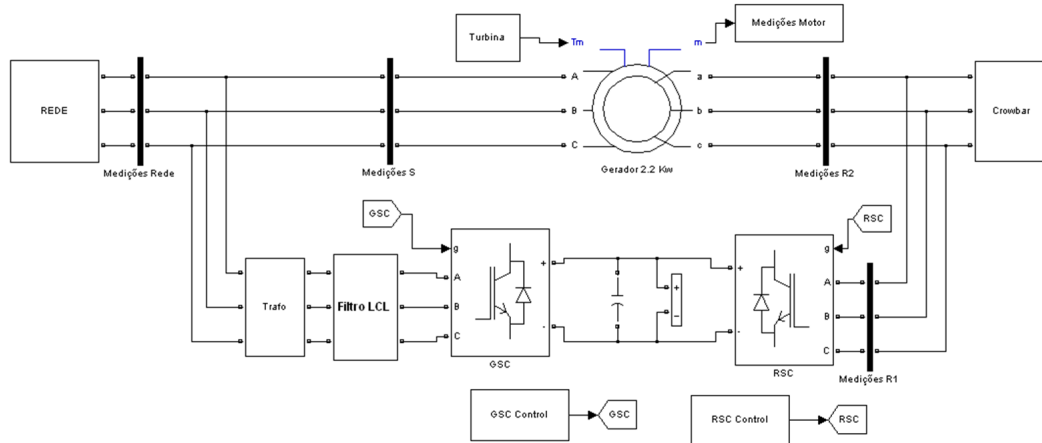 Turbina
Tm
m
Medições Motor
REDE
A
B
C
a
b
c
Crowbar
Medições Rede
Medições S
Gerador 2.2 Kw
Medições R2
GSC
RSC
g
A
B
C
+
-
+
-
+
-
g
A
B
C
Trafo
Filtro LCL
GSC
RSC
Medições R1
GSC Control
GSC
RSC Control
RSC